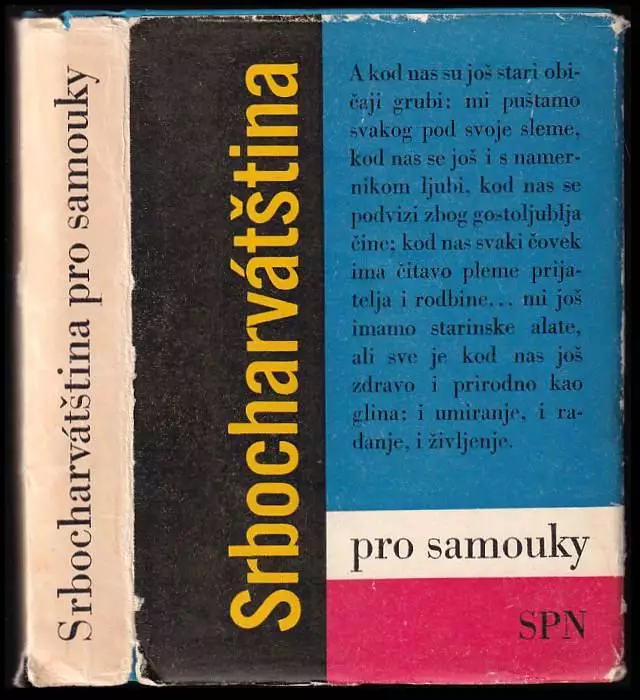 Srbocharvátština pro samouky
Srbocharvátština
A kod nas su još stari obi-
čaji grubi: mi puštamo
svakog pod svoje sleme,
kod nas se još i s namer-
nikom ljubi, kod nas se
podvizi zbog gostoljublja
čine; kod nas svaki čovek
ima čitavo pleme prija-
telja i rodbine... mi još
imamo starinske alate,
ali sve je kod nas još
zdravo i prirodno kao
glina: i umiranje, i ra-
đanje, i življenje.
pro samouky
SPN